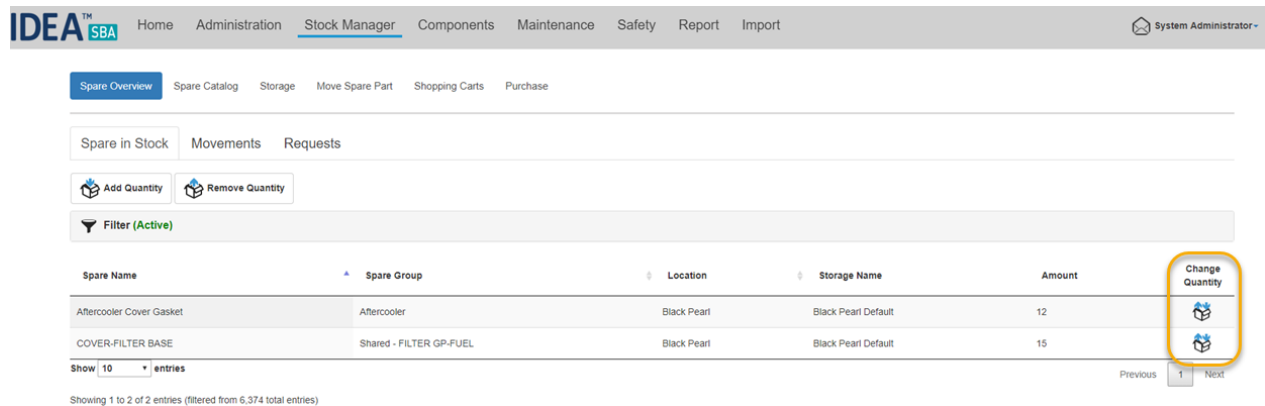 IDEA™ SBA Home Administration Stock Manager Components Maintenance Safety Report Import System Administrator
Spare Overview Spare Catalog Storage Move Spare Part Shopping Carts Purchase
Spare in Stock Movements Requests
Add Quantity Remove Quantity
Filter (Active)
Spare Name Spare Group Location Storage Name Amount Change Quantity
Aftercooler Cover Gasket Aftercooler Black Pearl Black Pearl Default 12
COVER-FILTER BASE Shared - FILTER GP-FUEL Black Pearl Black Pearl Default 15
Show 10 entries
Previous 1 Next
Showing 1 to 2 of 2 entries (filtered from 6,374 total entries)